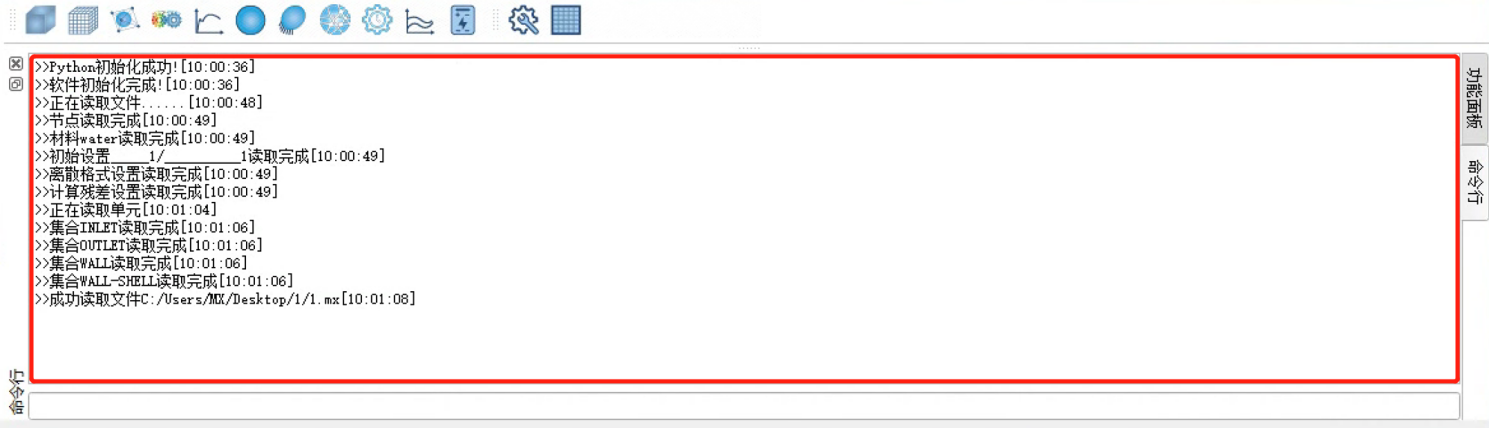 >>Python初始化成功![10:00:36]
>>软件初始化完成![10:00:36]
>>正在读取文件......[10:00:48]
>>节点读取完成[10:00:49]
>>材料water读取完成[10:00:49]
>>初始设置_____1/__________1读取完成[10:00:49]
>>离散格式设置读取完成[10:00:49]
>>计算残差设置读取完成[10:00:49]
>>正在读取单元[10:01:04]
>>集合INLET读取完成[10:01:06]
>>集合OUTLET读取完成[10:01:06]
>>集合WALL读取完成[10:01:06]
>>集合WALL-SHELL读取完成[10:01:06]
>>成功读取文件C:/Users/MX/Desktop/1/1.mx[10:01:08]
命令行
功能面板
命令行